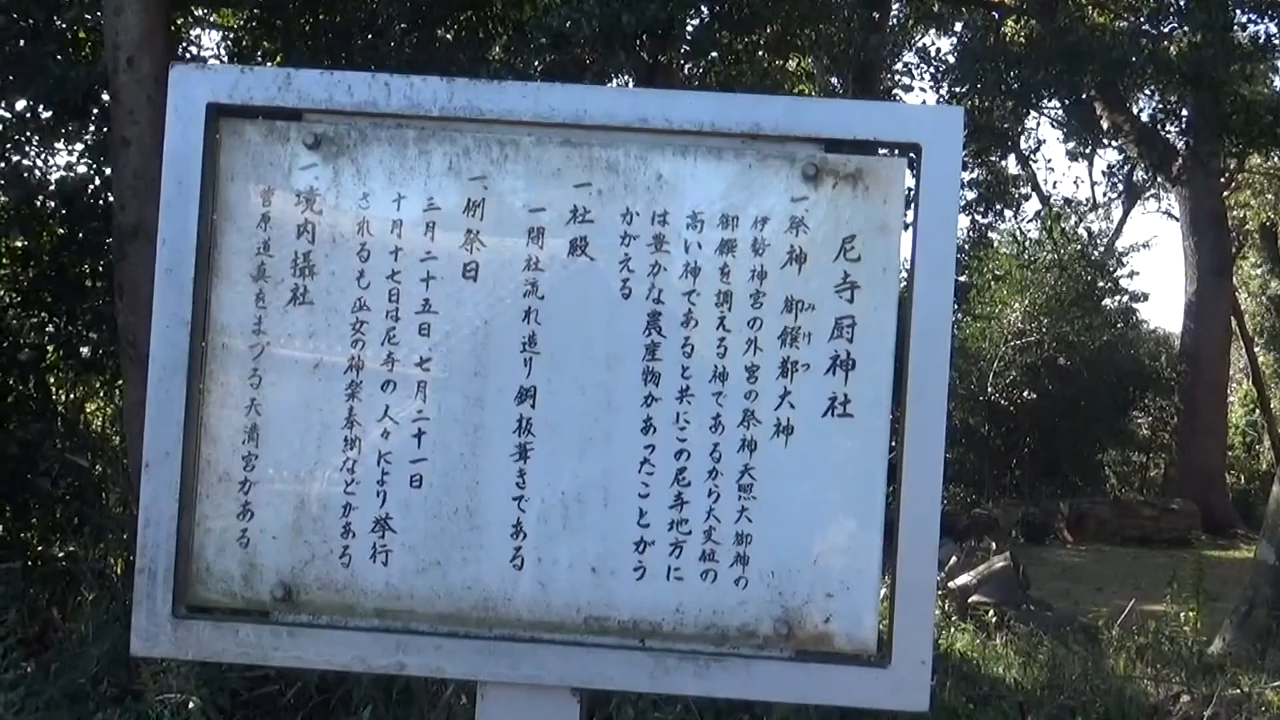 尼寺厨神社
一、祭神 御饌都大神
みけつ
伊勢神宮の外宮の祭神天照大御神の
御饌を調える神であるから大変位の
高い神であると共にこの尼寺地方に
は豊かな農産物があったことがう
かがえる
一、社殿
一間社流れ造り銅板葺きである
一、例祭日
三月二十五日 七月二十一日
十月十七日は尼寺の人々により挙行
されるも巫女の神楽奉納などがある
一、境内攝社
菅原道真をまづる天満宮がある